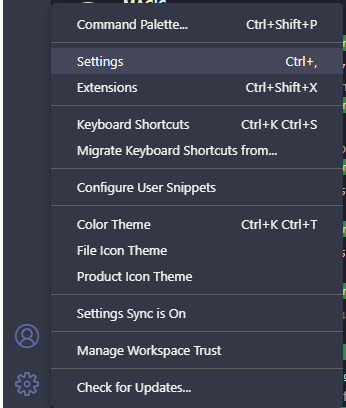 MAGIC
Command Palette... Ctrl+Shift+P
Settings Ctrl+,
Extensions Ctrl+Shift+X
Keyboard Shortcuts Ctrl+K Ctrl+S
Migrate Keyboard Shortcuts from...
Configure User Snippets
Color Theme Ctrl+K Ctrl+T
File Icon Theme
Product Icon Theme
Settings Sync is On
Manage Workspace Trust
Check for Updates...